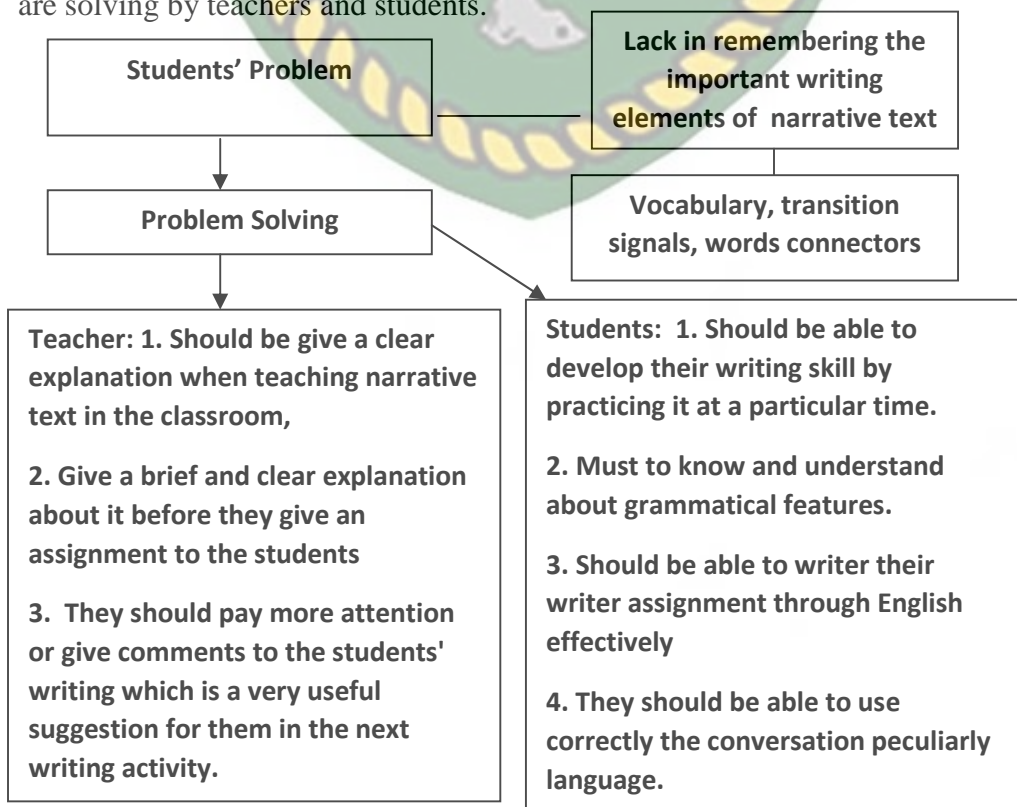 are solving by teachers and students.
Students’ Problem
Lack in remembering the
important writing
elements of narrative text
Problem Solving
Vocabulary, transition
signals, words connectors
Teacher: 1. Should be give a clear
explanation when teaching narrative
text in the classroom,
2. Give a brief and clear explanation
about it before they give an
assignment to the students
3. They should pay more attention
or give comments to the students'
writing which is a very useful
suggestion for them in the next
writing activity.
Students: 1. Should be able to
develop their writing skill by
practicing it at a particular time.
2. Must to know and understand
about grammatical features.
3. Should be able to writer their
writer assignment through English
effectively
4. They should be able to use
correctly the conversation peculiarly
language.